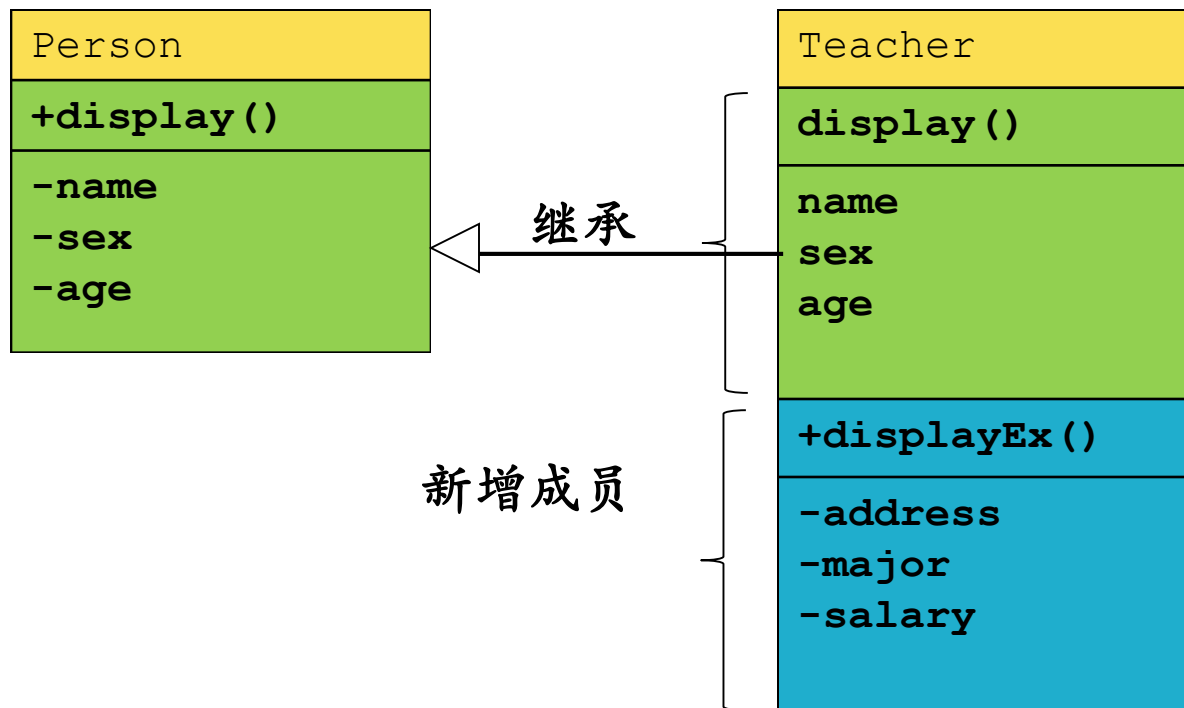 Person
+display()
-name
-sex
-age
继承
新增成员
Teacher
display()
name
sex
age
+displayEx()
-address
-major
-salary